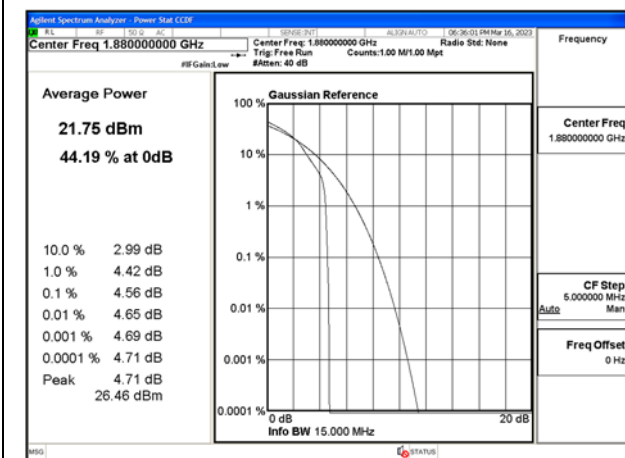 Agilent Spectrum Analyzer - Power Stat CCDF
RL RF 50 Ω AC SENSE:INT ALIGN AUTO 06:36:01 PM Mar 16, 2023
Center Freq 1.880000000 GHz
Center Freq: 1.880000000 GHz Radio Std: None
Trig: Free Run Counts:1.00 M/1.00 Mpt
#IFGain:Low #Atten: 40 dB
Frequency
Average Power
21.75 dBm
44.19 % at 0dB
10.0 % 2.99 dB
1.0 % 4.42 dB
0.1 % 4.56 dB
0.01 % 4.65 dB
0.001 % 4.69 dB
0.0001 % 4.71 dB
Peak 4.71 dB
26.46 dBm
Gaussian Reference
100 %
10 %
1 %
0.1 %
0.01 %
0.001 %
0.0001 %
0 dB 20 dB
Info BW 15.000 MHz
Center Freq
1.880000000 GHz
CF Step
5.000000 MHz
Auto Man
Freq Offset
0 Hz
MSG STATUS